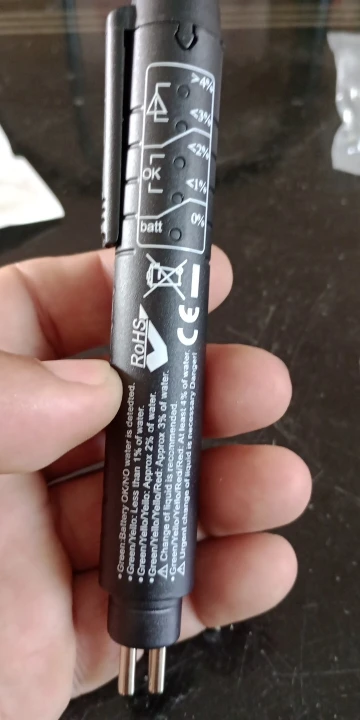 >4%
<3%
<2%
OK
<1%
batt
0%
RoHS
CE
•Green:Battery OK/NO water is detedted.
•Green/Yello: Less than 1% of water.
•Green/Yello/Yello: Approx 2% of water.
•Green/Yello/Yello/Red: Approx 3% of water.
Change of liquid is recommended.
•Green/Yello/Yello/Red/Red: At least 4% of water.
Urgent change of liquid is necessary Danger!